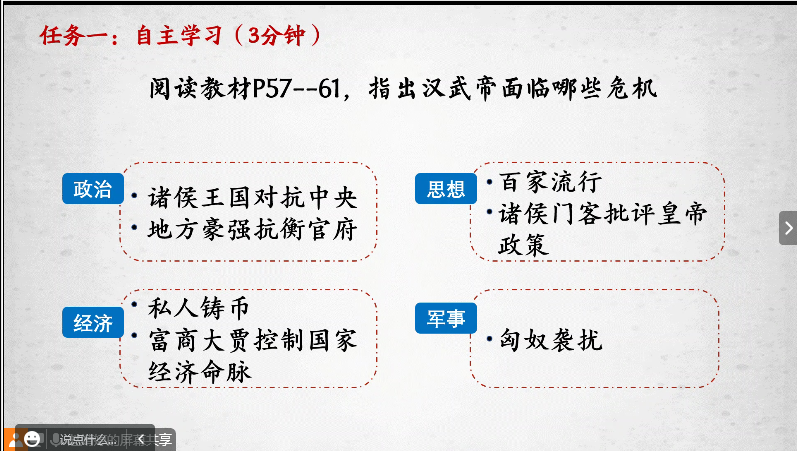 任务一：自主学习（3分钟）
阅读教材P57--61，指出汉武帝面临哪些危机
政治
• 诸侯王国对抗中央
• 地方豪强抗衡官府
思想
• 百家流行
• 诸侯门客批评皇帝
政策
经济
• 私人铸币
• 富商大贾控制国家
经济命脉
军事
• 匈奴袭扰
说点什么...
的屏幕共享